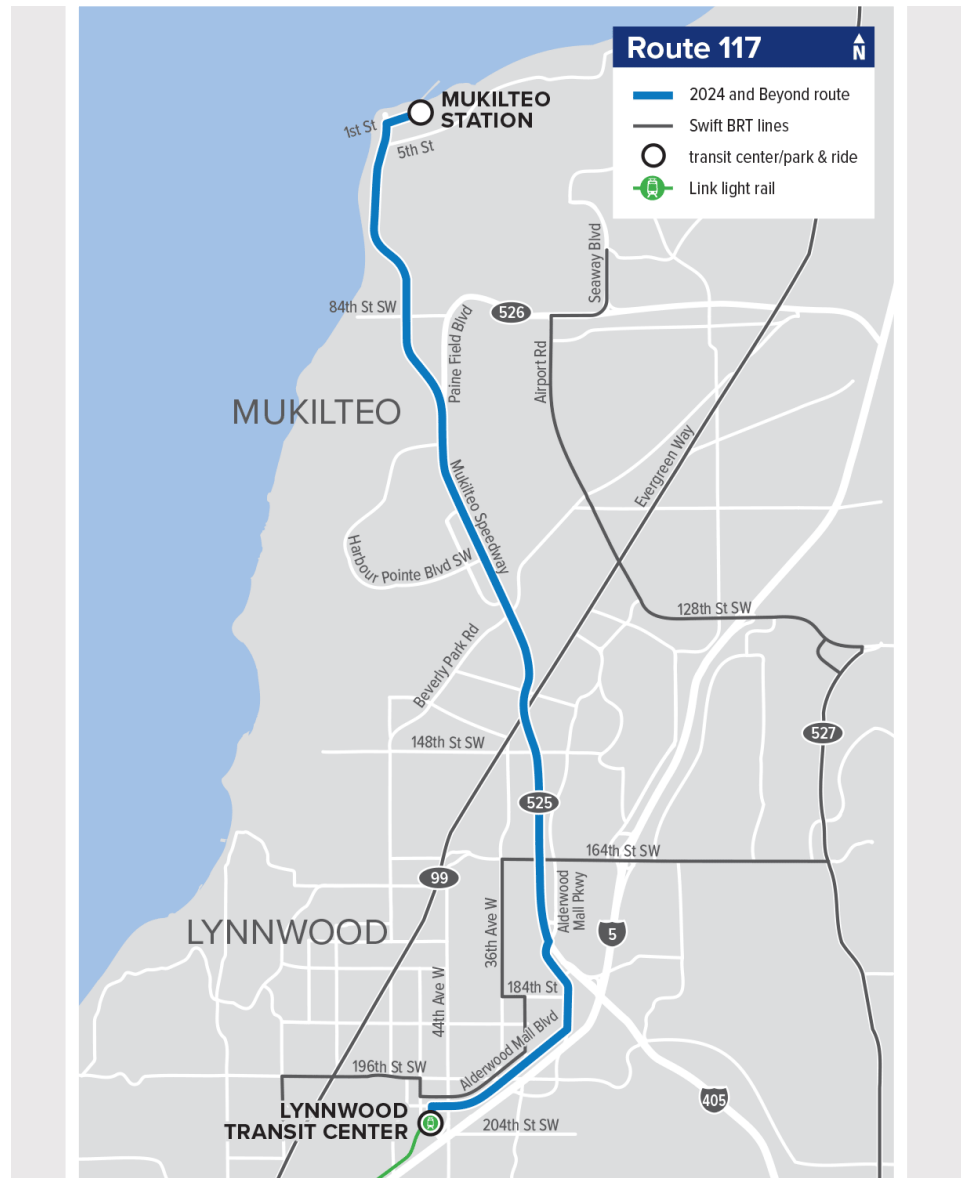 Route 117
N
2024 and Beyond route
Swift BRT lines
transit center/park & ride
Link light rail
MUKILTEO
STATION
1st St
5th St
Seaway Blvd
84th St SW
526
Paine Field Blvd
Airport Rd
MUKILTEO
Evergreen Way
Mukilteo Speedway
Harbour Pointe Blvd SW
128th St SW
Beverly Park Rd
527
148th St SW
525
164th St SW
99
Alderwood
Mall Pkwy
LYNNWOOD
36th Ave W
5
184th St
44th Ave W
Alderwood Mall Blvd
196th St SW
405
LYNNWOOD
TRANSIT CENTER
204th St SW